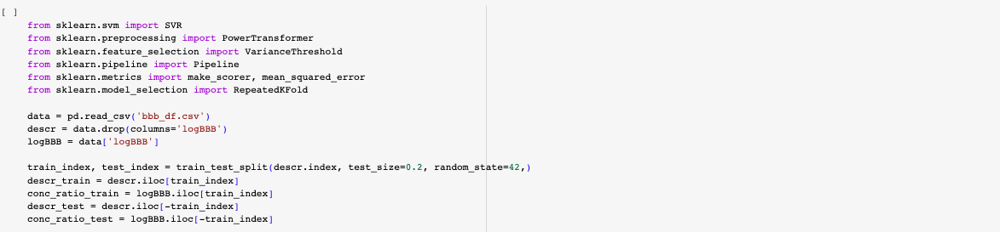 [ ]
from sklearn.svm import SVR
from sklearn.preprocessing import PowerTransformer
from sklearn.feature_selection import VarianceThreshold
from sklearn.pipeline import Pipeline
from sklearn.metrics import make_scorer, mean_squared_error
from sklearn.model_selection import RepeatedKFold

data = pd.read_csv('bbb_df.csv')
descr = data.drop(columns='logBBB')
logBBB = data['logBBB']

train_index, test_index = train_test_split(descr.index, test_size=0.2, random_state=42,)
descr_train = descr.iloc[train_index]
conc_ratio_train = logBBB.iloc[train_index]
descr_test = descr.iloc[-train_index]
conc_ratio_test = logBBB.iloc[-train_index]